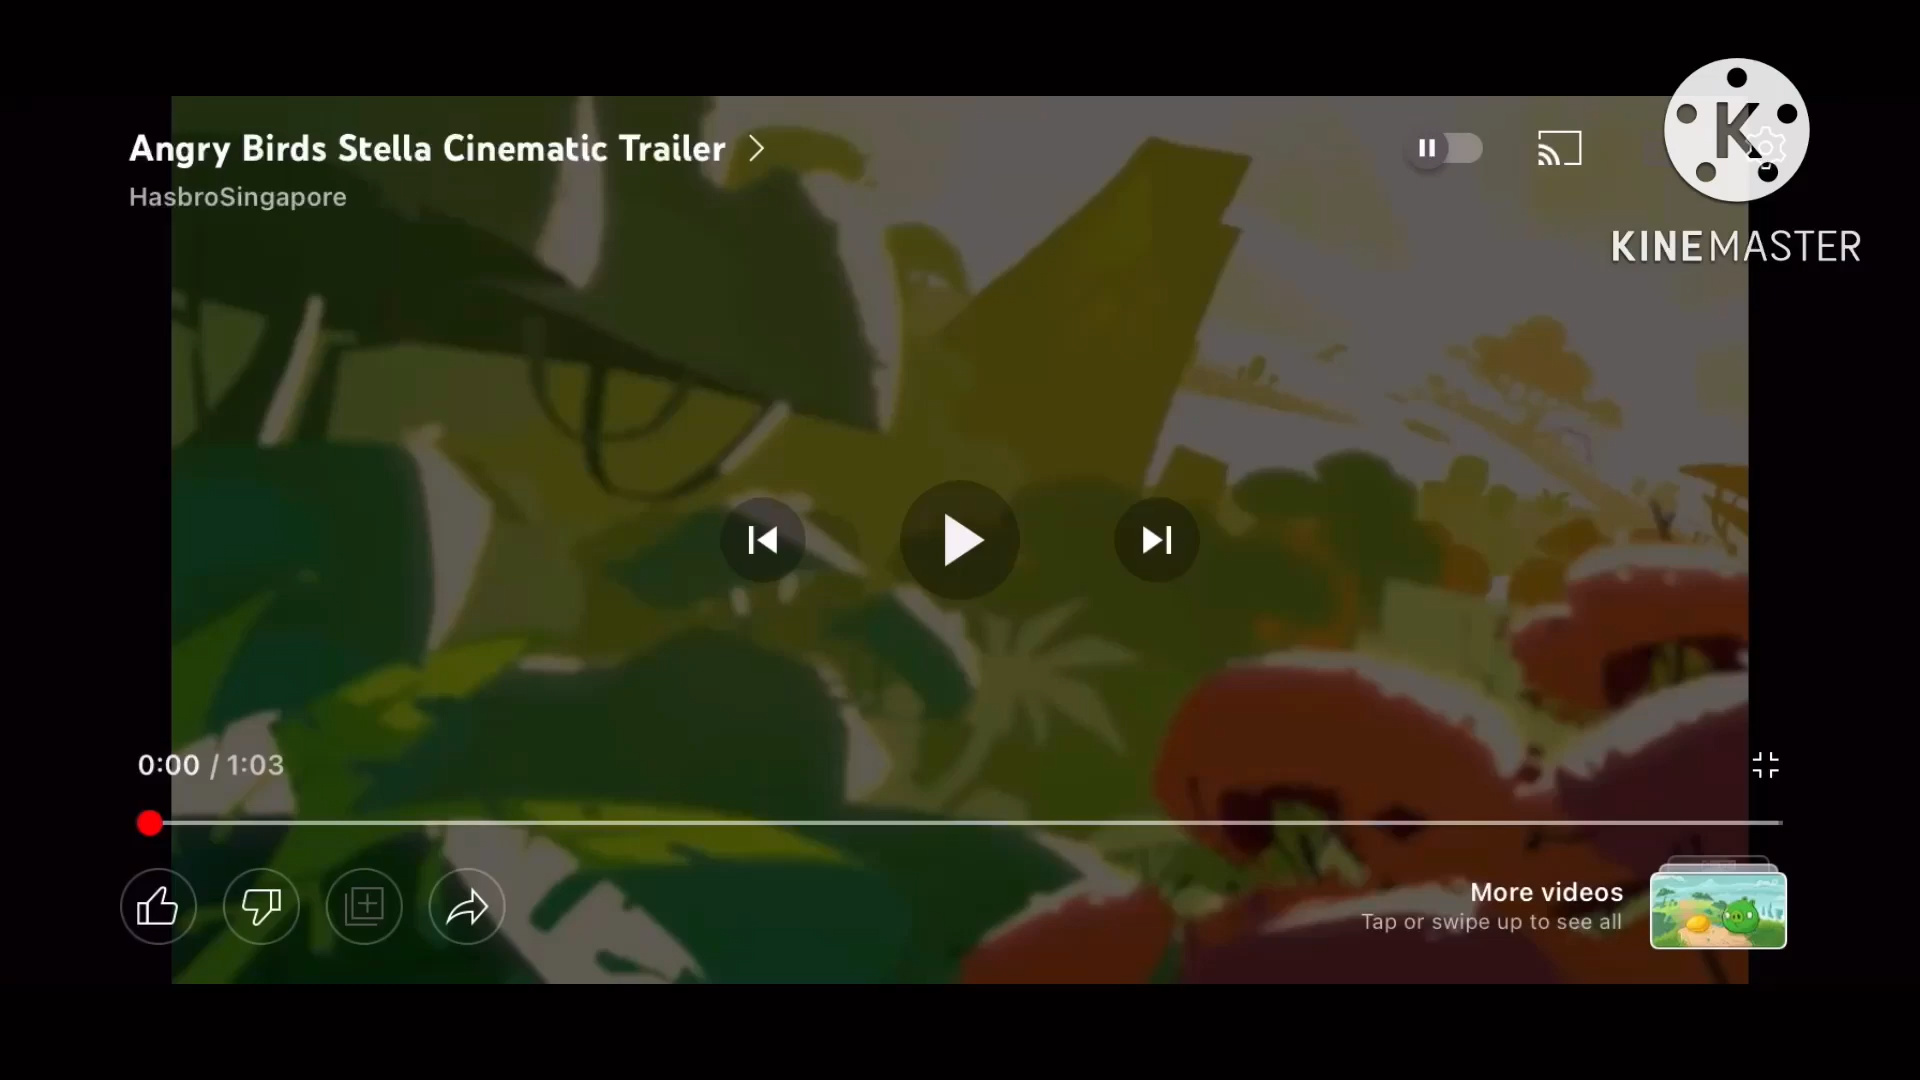 Angry Birds Stella Cinematic Trailer
HasbroSingapore
K
KINEMASTER
0:00 / 1:03
More videos
Tap or swipe up to see all